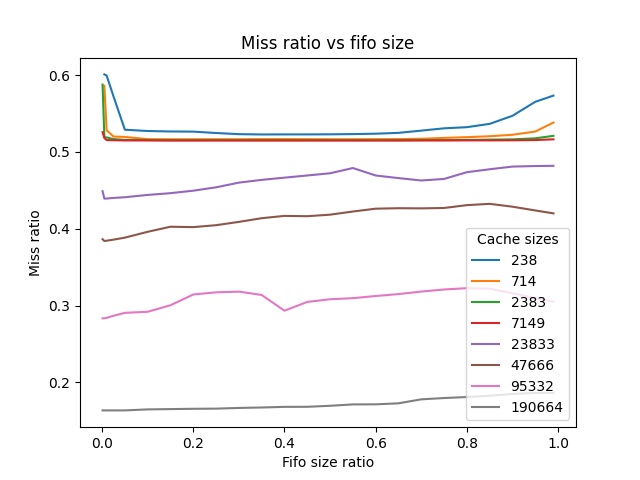 Miss ratio vs fifo size
Miss ratio
0.6
0.5
0.4
0.3
0.2
Cache sizes
238
714
2383
7149
23833
47666
95332
190664
0.0 0.2 0.4 0.6 0.8 1.0
Fifo size ratio